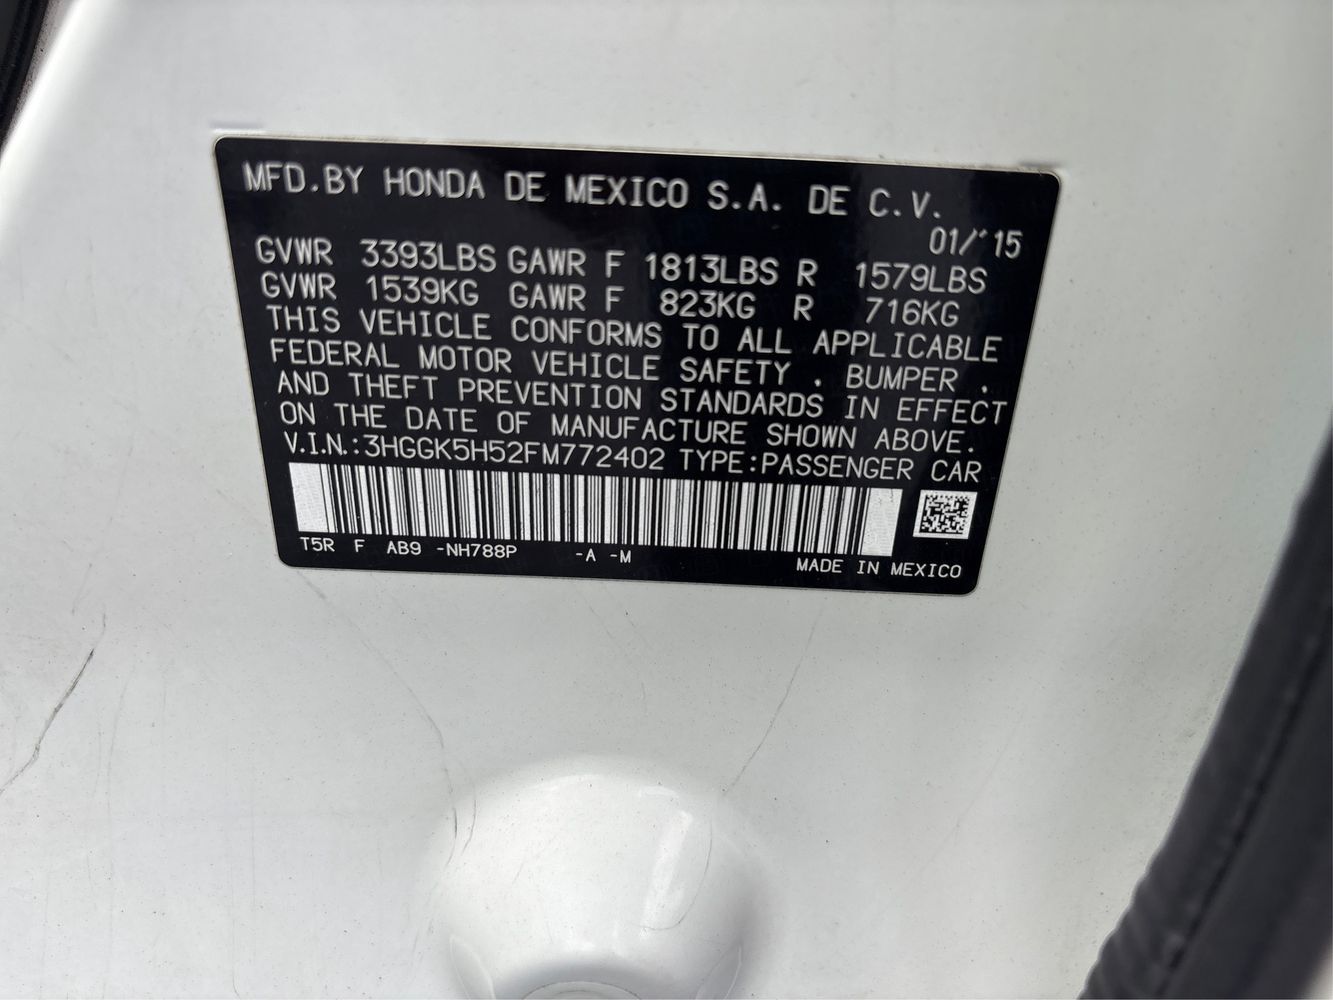 MFD.BY HONDA DE MEXICO S.A. DE C.V.
01/'15
GVWR 3393LBS GAWR F 1813LBS R 1579LBS
GVWR 1539KG GAWR F 823KG R 716KG
THIS VEHICLE CONFORMS TO ALL APPLICABLE
FEDERAL MOTOR VEHICLE SAFETY , BUMPER ,
AND THEFT PREVENTION STANDARDS IN EFFECT
ON THE DATE OF MANUFACTURE SHOWN ABOVE.
V.I.N.:3HGGK5H52FM772402 TYPE:PASSENGER CAR
T5R F AB9 -NH788P -A -M
MADE IN MEXICO